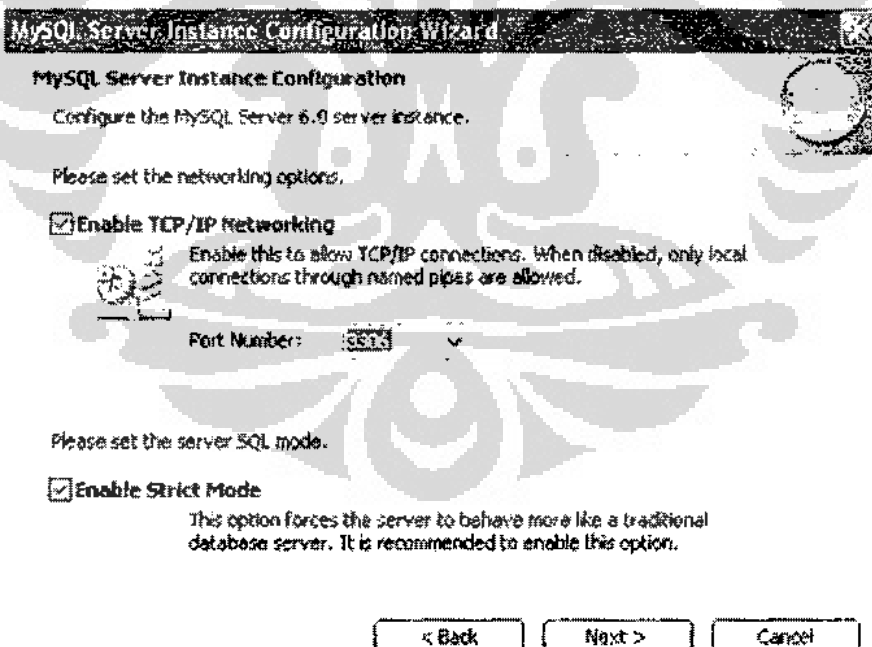 MySQL Server Instance Configuration Wizard
MySQL Server Instance Configuration
Configure the MySQL Server 6.0 server instance.
Please set the networking options.
Enable TCP/IP Networking
Enable this to allow TCP/IP connections. When disabled, only local
connections through named pipes are allowed.
Port Number:
Please set the server SQL mode.
Enable Strict Mode
This option forces the server to behave more like a traditional
database server. It is recommended to enable this option.
< Back
Next >
Cancel